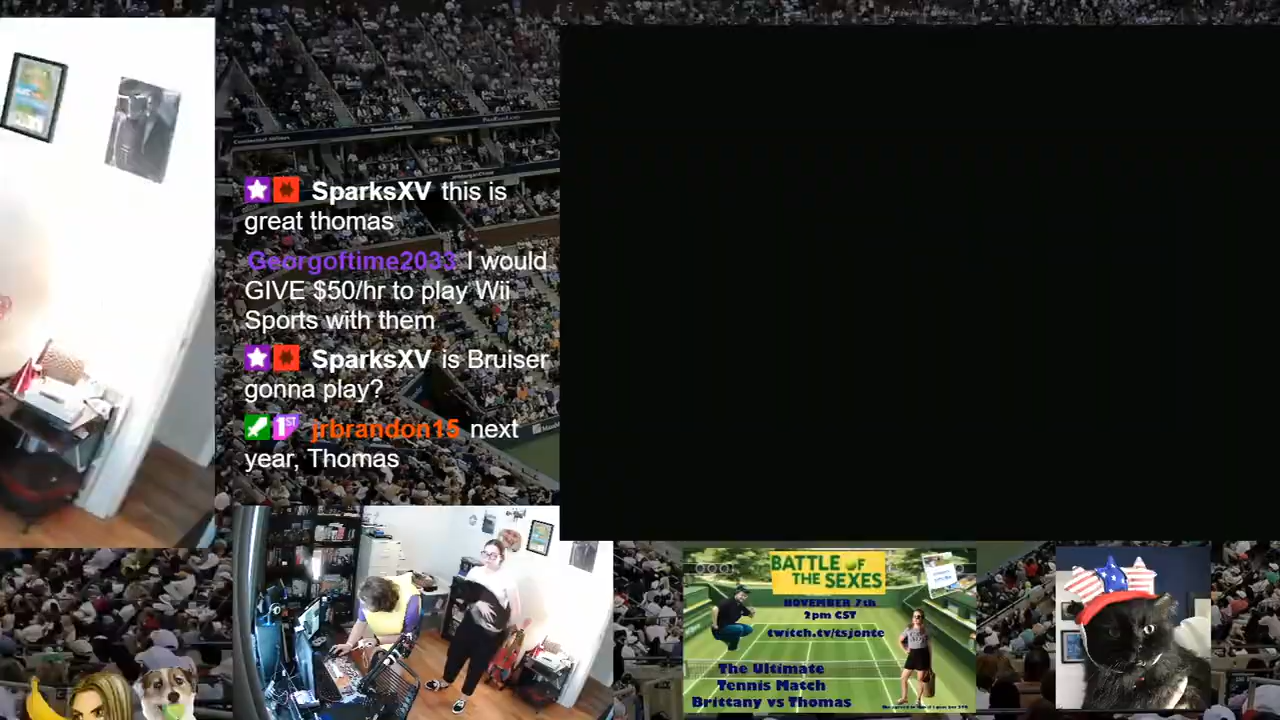 SparksXV this is
great thomas
Georgoftime2033 I would
GIVE $50/hr to play Wii
Sports with them
SparksXV is Bruiser
gonna play?
1ST jrbrandon15 next
year, Thomas
BATTLE OF
THE SEXES
NOVEMBER 7th
2pm CST
twitch.tv/tsjonte
The Ultimate
Tennis Match
Brittany vs Thomas